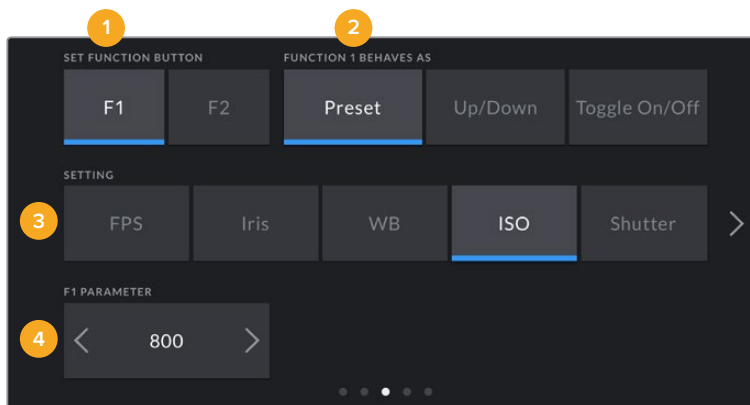 1 2
SET FUNCTION BUTTON FUNCTION 1 BEHAVES AS
F1 F2 Preset Up/Down Toggle On/Off
SETTING
3 FPS Iris WB ISO Shutter
F1 PARAMETER
4 800